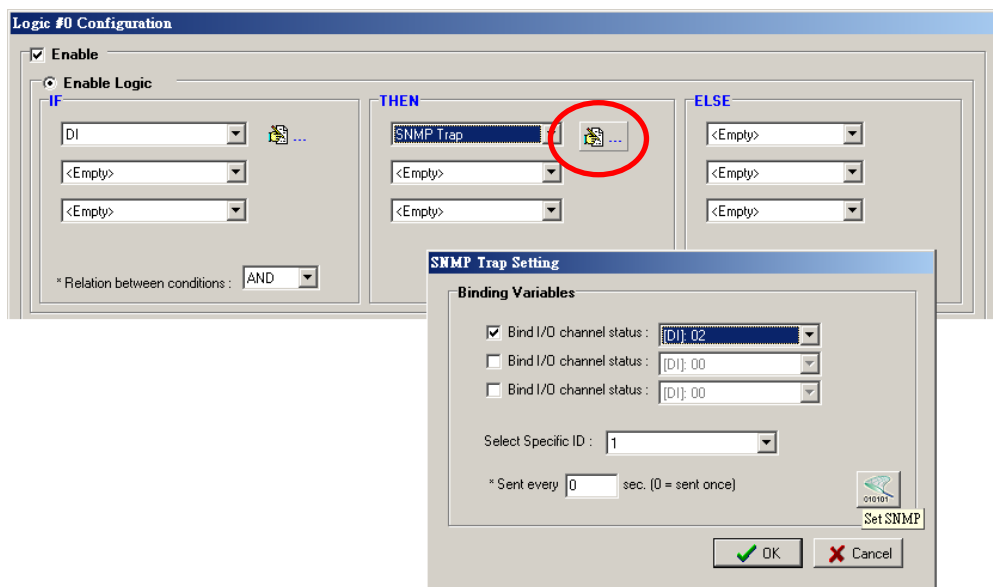 Logic #0 Configuration
Enable
Enable Logic
IF
THEN
ELSE
DI
...
SNMP Trap
...
<Empty>
<Empty>
<Empty>
<Empty>
<Empty>
<Empty>
<Empty>
* Relation between conditions :
AND
SNMP Trap Setting
Binding Variables
Bind I/O channel status :
[DI]: 02
Bind I/O channel status :
[DI]: 00
Bind I/O channel status :
[DI]: 00
Select Specific ID :
1
* Sent every
0
sec. (0 = sent once)
010101
Set SNMP
OK
Cancel